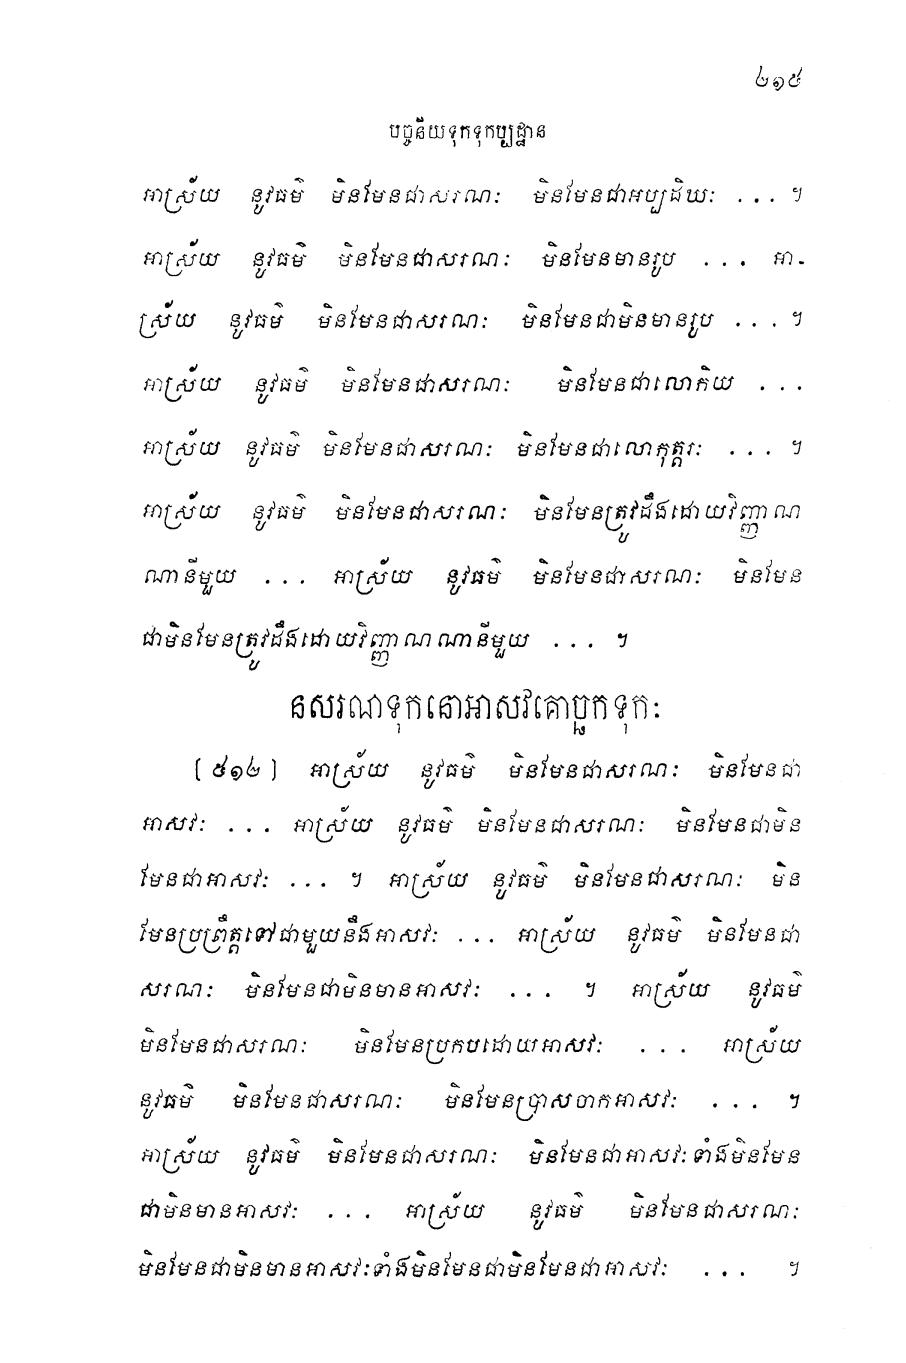 ២១៥
បច្ចនីយទុកទុកប្បដ្ឋាន
អាស្រ័យ នូវធម៌ មិនមែនជាសរណៈ មិនមែនជាអប្បដិឃៈ ... ។
អាស្រ័យ នូវធម៌ មិនមែនជាសរណៈ មិនមែនមានរូប ... អា-
ស្រ័យ នូវធម៌ មិនមែនជាសរណៈ មិនមែនជាមិនមានរូប ... ។
អាស្រ័យ នូវធម៌ មិនមែនជាសរណៈ មិនមែនជាលោកិយ ...
អាស្រ័យ នូវធម៌ មិនមែនជាសរណៈ មិនមែនជាលោកុត្តរៈ ... ។
អាស្រ័យ នូវធម៌ មិនមែនជាសរណៈ មិនមែនត្រូវដឹងដោយវិញ្ញាណ
ណានីមួយ ... អាស្រ័យ នូវធម៌ មិនមែនជាសរណៈ មិនមែន
ជាមិនមែនត្រូវដឹងដោយវិញ្ញាណណានីមួយ ... ។
នសរណទុកនោអាសវគោច្ឆកទុកៈ
[៥១២] អាស្រ័យ នូវធម៌ មិនមែនជាសរណៈ មិនមែនជា
អាសវៈ ... អាស្រ័យ នូវធម៌ មិនមែនជាសរណៈ មិនមែនជាមិន
មែនជាអាសវៈ ... ។ អាស្រ័យ នូវធម៌ មិនមែនជាសរណៈ មិន
មែនប្រព្រឹត្តទៅជាមួយនឹងអាសវៈ ... អាស្រ័យ នូវធម៌ មិនមែនជា
សរណៈ មិនមែនជាមិនមានអាសវៈ ... ។ អាស្រ័យ នូវធម៌
មិនមែនជាសរណៈ មិនមែនប្រកបដោយអាសវៈ ... អាស្រ័យ
នូវធម៌ មិនមែនជាសរណៈ មិនមែនប្រាសចាកអាសវៈ ... ។
អាស្រ័យ នូវធម៌ មិនមែនជាសរណៈ មិនមែនជាអាសវៈទាំងមិនមែន
ជាមិនមានអាសវៈ ... អាស្រ័យ នូវធម៌ មិនមែនជាសរណៈ
មិនមែនជាមិនមានអាសវៈទាំងមិនមែនជាមិនមែនជាអាសវៈ ... ។